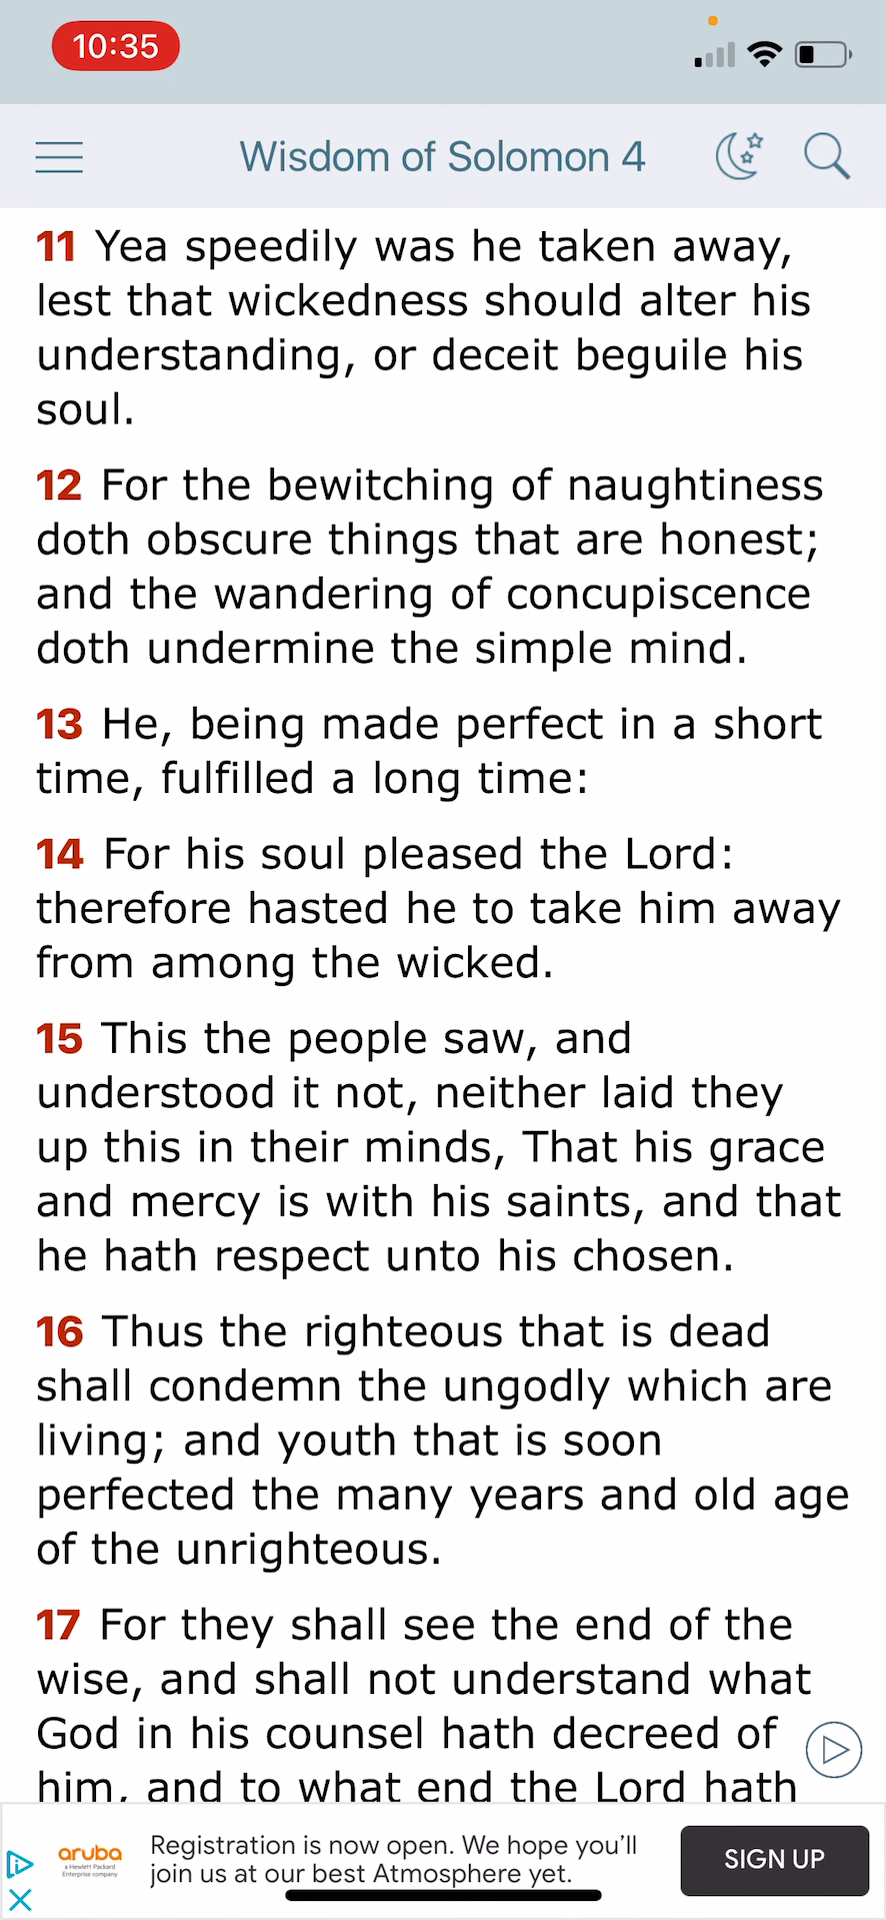 10:35
Wisdom of Solomon 4
11 Yea speedily was he taken away,
lest that wickedness should alter his
understanding, or deceit beguile his
soul.
12 For the bewitching of naughtiness
doth obscure things that are honest;
and the wandering of concupiscence
doth undermine the simple mind.
13 He, being made perfect in a short
time, fulfilled a long time:
14 For his soul pleased the Lord:
therefore hasted he to take him away
from among the wicked.
15 This the people saw, and
understood it not, neither laid they
up this in their minds, That his grace
and mercy is with his saints, and that
he hath respect unto his chosen.
16 Thus the righteous that is dead
shall condemn the ungodly which are
living; and youth that is soon
perfected the many years and old age
of the unrighteous.
17 For they shall see the end of the
wise, and shall not understand what
God in his counsel hath decreed of
him, and to what end the Lord hath
aruba
a Hewlett Packard
Enterprise company
Registration is now open. We hope you'll
join us at our best Atmosphere yet.
SIGN UP